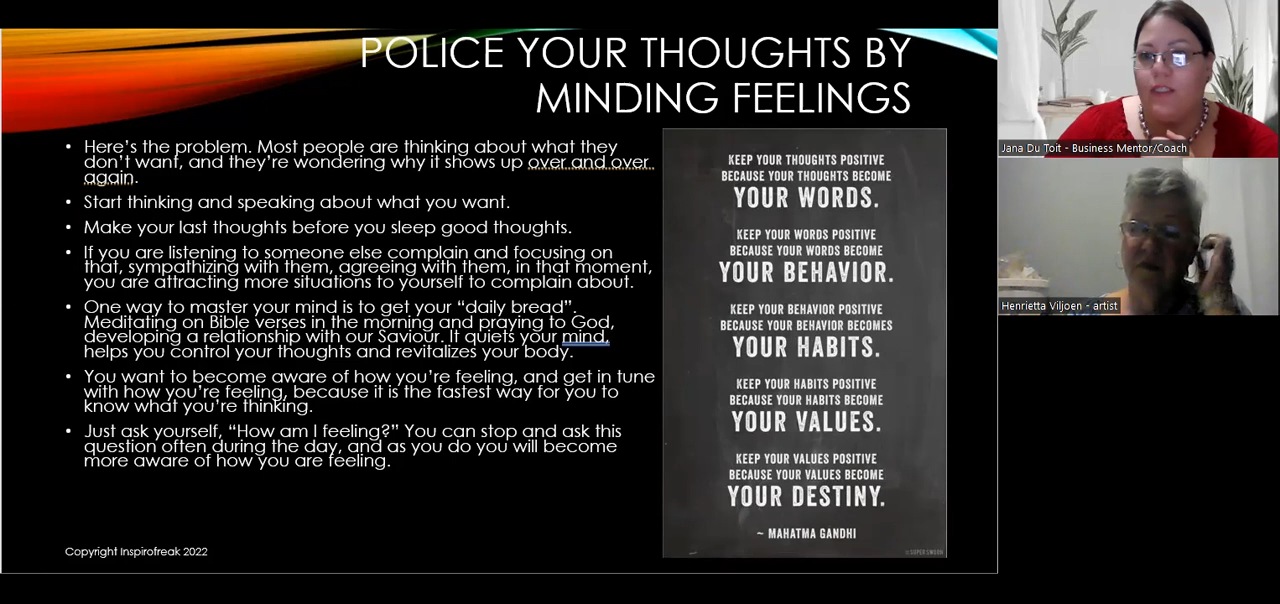 POLICE YOUR THOUGHTS BY
MINDING FEELINGS
• Here's the problem. Most people are thinking about what they
don't want, and they're wondering why it shows up over and over
again.
• Start thinking and speaking about what you want.
• Make your last thoughts before you sleep good thoughts.
• If you are listening to someone else complain and focusing on
that, sympathizing with them, agreeing with them, in that moment,
you are attracting more situations to yourself to complain about.
• One way to master your mind is to get your “daily bread”.
Meditating on Bible verses in the morning and praying to God,
developing a relationship with our Saviour. It quiets your mind,
helps you control your thoughts and revitalizes your body.
• You want to become aware of how you're feeling, and get in tune
with how you're feeling, because it is the fastest way for you to
know what you're thinking.
• Just ask yourself, “How am I feeling?” You can stop and ask this
question often during the day, and as you do you will become
more aware of how you are feeling.
Copyright Inspirofreak 2022
KEEP YOUR THOUGHTS POSITIVE
BECAUSE YOUR THOUGHTS BECOME
YOUR WORDS.
KEEP YOUR WORDS POSITIVE
BECAUSE YOUR WORDS BECOME
YOUR BEHAVIOR.
KEEP YOUR BEHAVIOR POSITIVE
BECAUSE YOUR BEHAVIOR BECOMES
YOUR HABITS.
KEEP YOUR HABITS POSITIVE
BECAUSE YOUR HABITS BECOME
YOUR VALUES.
KEEP YOUR VALUES POSITIVE
BECAUSE YOUR VALUES BECOME
YOUR DESTINY.
~ MAHATMA GANDHI
Jana Du Toit - Business Mentor/Coach
Henrietta Viljoen - artist